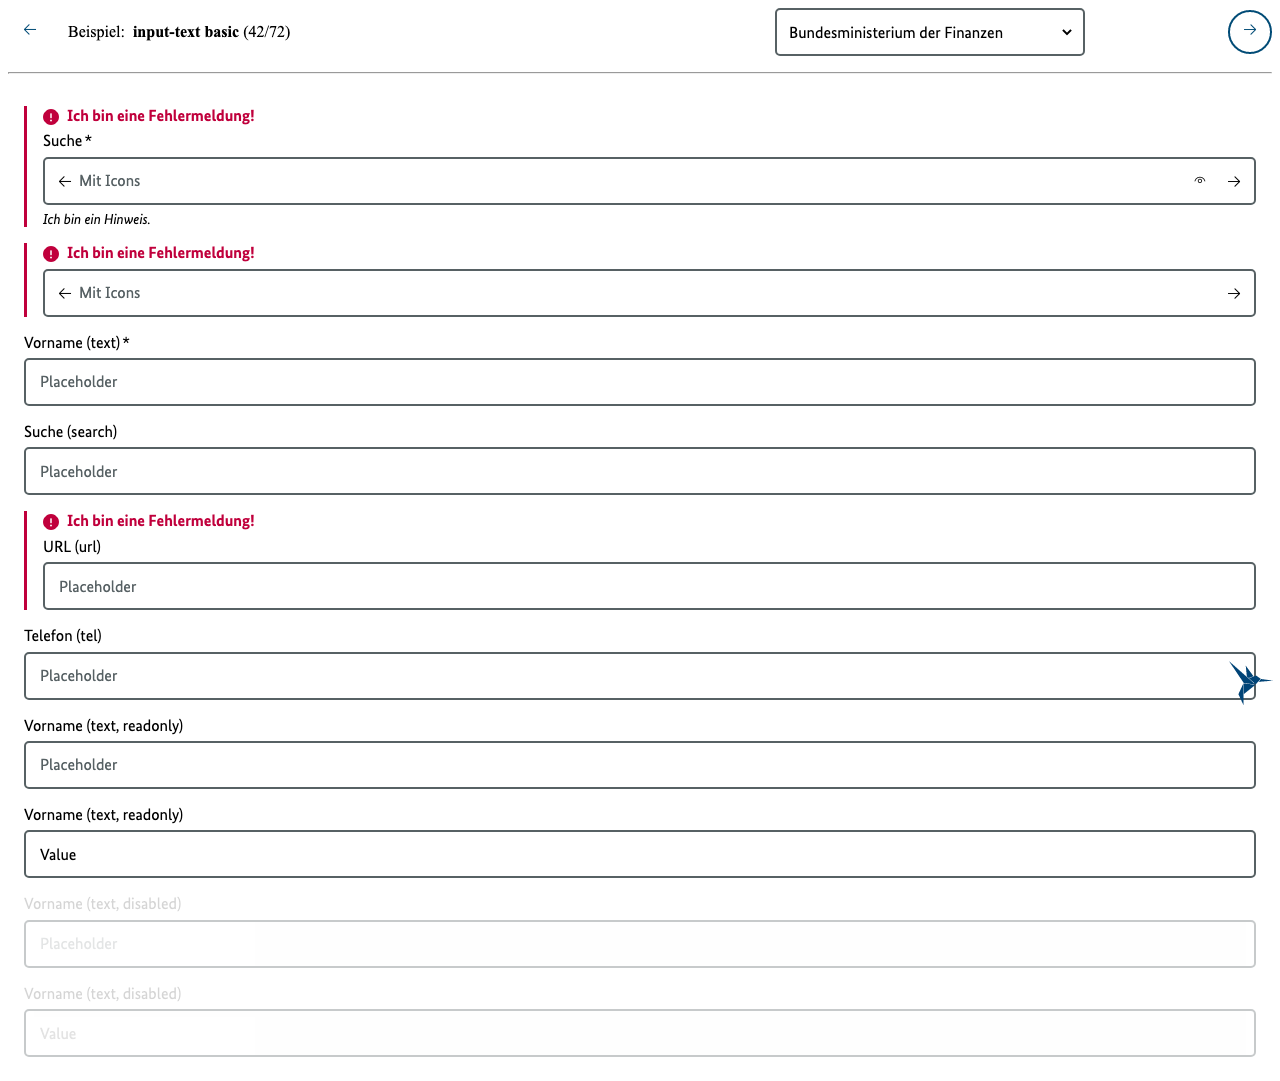 Beispiel: input-text basic (42/72)
Bundesministerium der Finanzen
Ich bin eine Fehlermeldung!
Suche*
Mit Icons
Ich bin ein Hinweis.
Ich bin eine Fehlermeldung!
Mit Icons
Vorname (text)*
Placeholder
Suche (search)
Placeholder
Ich bin eine Fehlermeldung!
URL (url)
Placeholder
Telefon (tel)
Placeholder
Vorname (text, readonly)
Placeholder
Vorname (text, readonly)
Value
Vorname (text, disabled)
Placeholder
Vorname (text, disabled)
Value